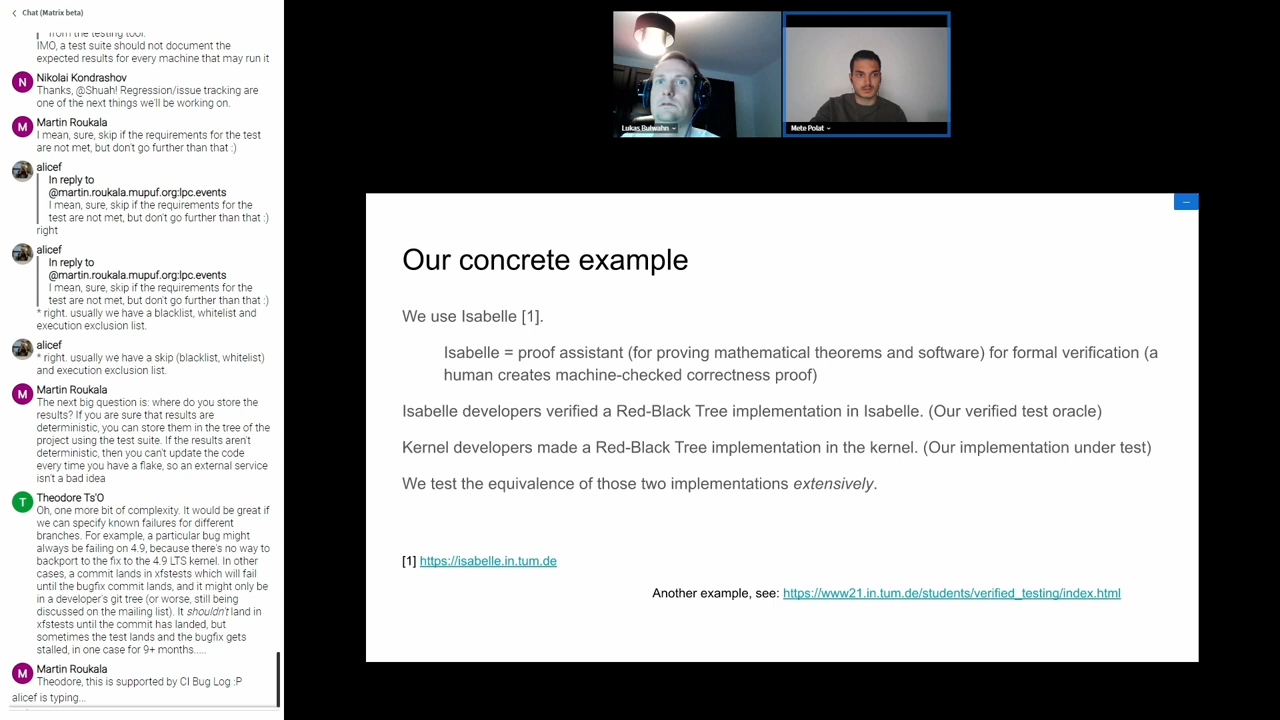 Chat (Matrix beta)
from the testing tool.
IMO, a test suite should not document the
expected results for every machine that may run it
N
Nikolai Kondrashov
Thanks, @Shuah! Regression/issue tracking are
one of the next things we'll be working on.
M
Martin Roukala
I mean, sure, skip if the requirements for the test
are not met, but don't go further than that :)
alicef
In reply to
@martin.roukala.mupuf.org:lpc.events
I mean, sure, skip if the requirements for the
test are not met, but don't go further than that :)
right
alicef
In reply to
@martin.roukala.mupuf.org:lpc.events
I mean, sure, skip if the requirements for the
test are not met, but don't go further than that :)
* right. usually we have a blacklist, whitelist and
execution exclusion list.
alicef
* right. usually we have a skip (blacklist, whitelist)
and execution exclusion list.
M
Martin Roukala
The next big question is: where do you store the
results? If you are sure that results are
deterministic, you can store them in the tree of the
project using the test suite. If the results aren't
deterministic, then you can't update the code
every time you have a flake, so an external service
isn't a bad idea
T
Theodore Ts'O
Oh, one more bit of complexity. It would be great if
we can specify known failures for different
branches. For example, a particular bug might
always be failing on 4.9, because there's no way to
backport to the fix to the 4.9 LTS kernel. In other
cases, a commit lands in xfstests which will fail
until the bugfix commit lands, and it might only be
in a developer's git tree (or worse, still being
discussed on the mailing list). It shouldn't land in
xfstests until the commit has landed, but
sometimes the test lands and the bugfix gets
stalled, in one case for 9+ months.....
M
Martin Roukala
Theodore, this is supported by CI Bug Log :P
alicef is typing...
Lukas Bulwahn
Mete Polat
Our concrete example
We use Isabelle [1].
Isabelle = proof assistant (for proving mathematical theorems and software) for formal verification (a
human creates machine-checked correctness proof)
Isabelle developers verified a Red-Black Tree implementation in Isabelle. (Our verified test oracle)
Kernel developers made a Red-Black Tree implementation in the kernel. (Our implementation under test)
We test the equivalence of those two implementations extensively.
[1] https://isabelle.in.tum.de
Another example, see: https://www21.in.tum.de/students/verified_testing/index.html